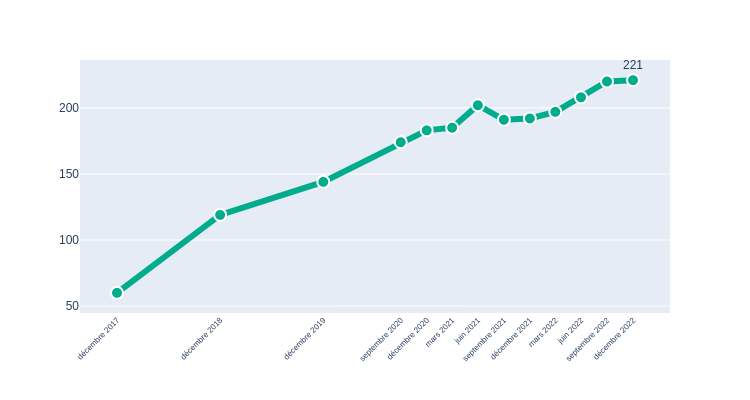 221
200
150
100
50
décembre 2017
décembre 2018
décembre 2019
septembre 2020
décembre 2020
mars 2021
juin 2021
septembre 2021
décembre 2021
mars 2022
juin 2022
septembre 2022
décembre 2022